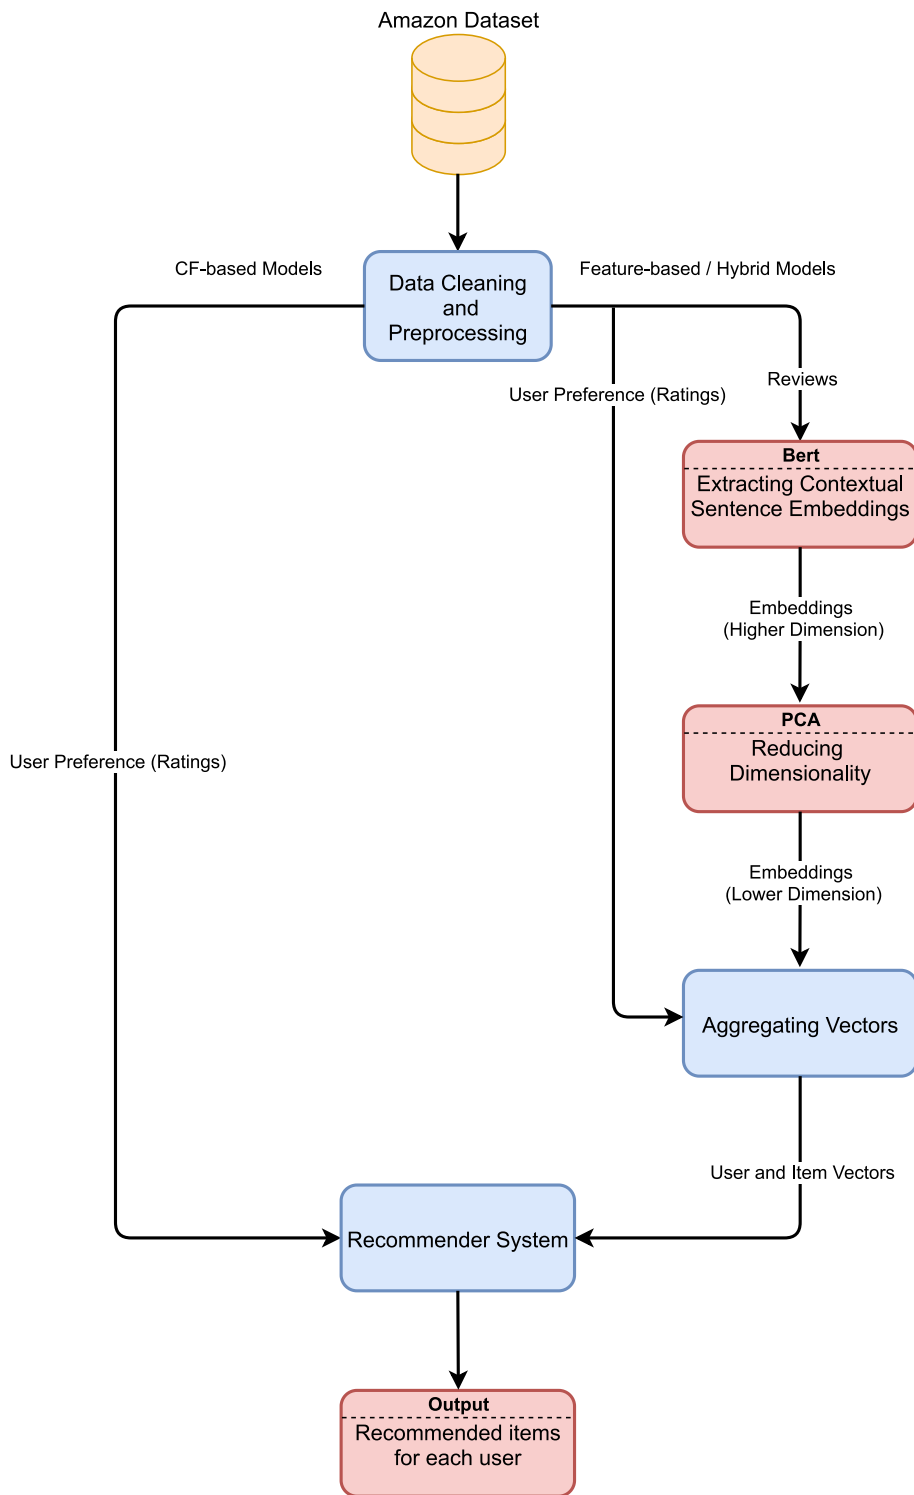 Amazon Dataset
CF-based Models
Data Cleaning
and
Preprocessing
Feature-based / Hybrid Models
User Preference (Ratings)
Reviews
Bert
Extracting Contextual
Sentence Embeddings
Embeddings
(Higher Dimension)
PCA
Reducing
Dimensionality
User Preference (Ratings)
Embeddings
(Lower Dimension)
Aggregating Vectors
User and Item Vectors
Recommender System
Output
Recommended items
for each user